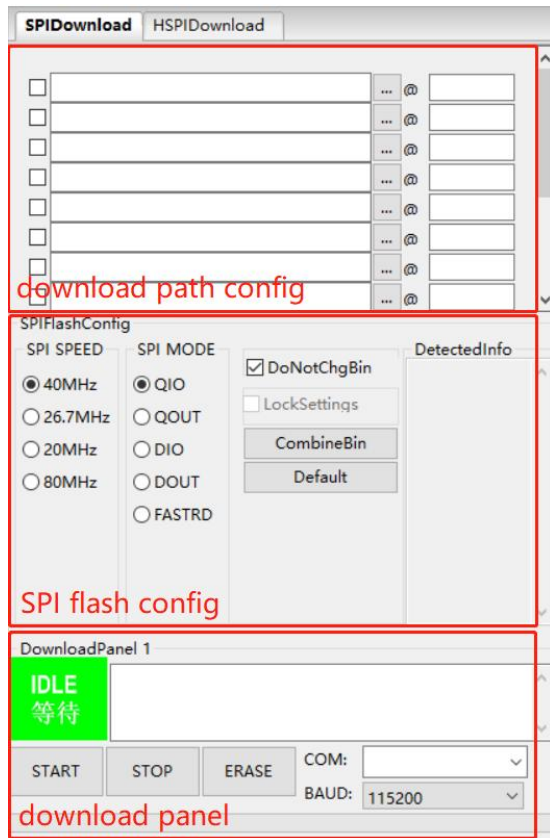 SPIDownload HSPIDownload
... @
... @
... @
... @
... @
... @
... @
... @
download path config
SPIFlashConfig
SPI SPEED SPI MODE DetectedInfo
DoNotChgBin
40MHz QIO
LockSettings
26.7MHz QOUT
CombineBin
20MHz DIO
Default
80MHz DOUT
FASTRD
SPI flash config
DownloadPanel 1
IDLE
等待
START STOP ERASE COM:
BAUD: 115200
download panel